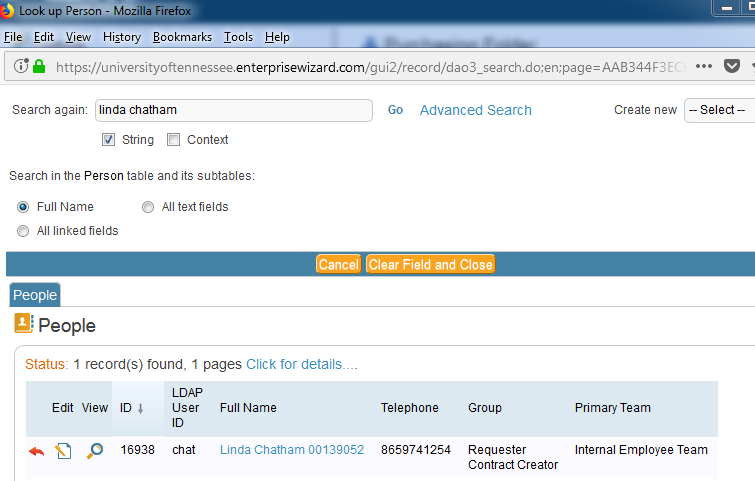 Look up Person - Mozilla Firefox
File Edit View History Bookmarks Tools Help
https://universityoftennessee.enterprisewizard.com/gui2/record/dao3_search.do;en;page=AAB344F3EC
Search again: linda chatham Go Advanced Search Create new -- Select --
String Context
Search in the Person table and its subtables:
Full Name All text fields
All linked fields
Cancel Clear Field and Close
People
People
Status: 1 record(s) found, 1 pages Click for details....
Edit View ID LDAP User ID Full Name Telephone Group Primary Team
16938 chat Linda Chatham 00139052 8659741254 Requester Internal Employee Team
Contract Creator